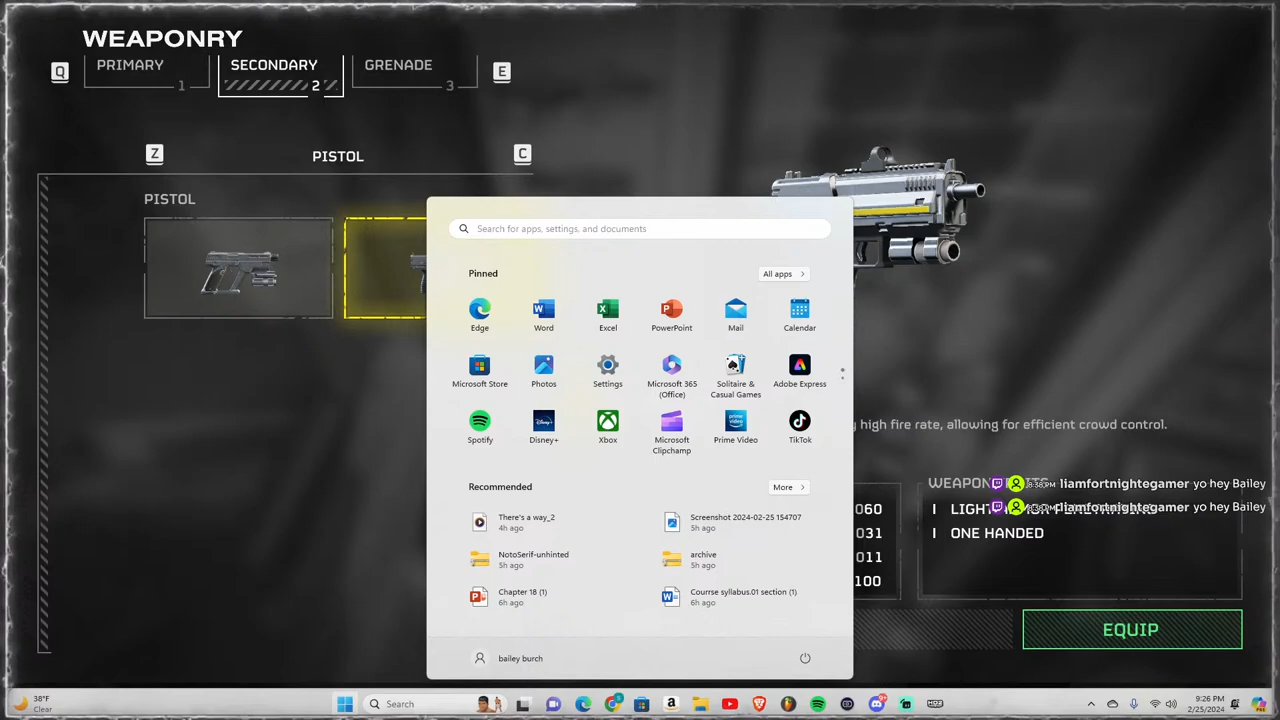 WEAPONRY
Q
PRIMARY
1
SECONDARY
2
GRENADE
3
E
Z
PISTOL
C
PISTOL
Search for apps, settings, and documents
Pinned
All apps
Edge
Word
Excel
PowerPoint
Mail
Calendar
Microsoft Store
Photos
Settings
Microsoft 365
(Office)
Solitaire &
Casual Games
Adobe Express
Spotify
Disney+
Xbox
Microsoft
Clipchamp
Prime Video
TikTok
Recommended
More
There's a way_2
4h ago
Screenshot 2024-02-25 154707
5h ago
NotoSerif-unhinted
5h ago
archive
5h ago
Chapter 18 (1)
6h ago
Courrse syllabus.01 section (1)
6h ago
bailey burch
y high fire rate, allowing for efficient crowd control.
WEAPON
liamfortnitegamer yo hey Bailey
liamfortnitegamer yo hey Bailey
060
LIGHT
031
ONE HANDED
011
100
EQUIP
38°F
Clear
Search
9:26 PM
2/25/2024